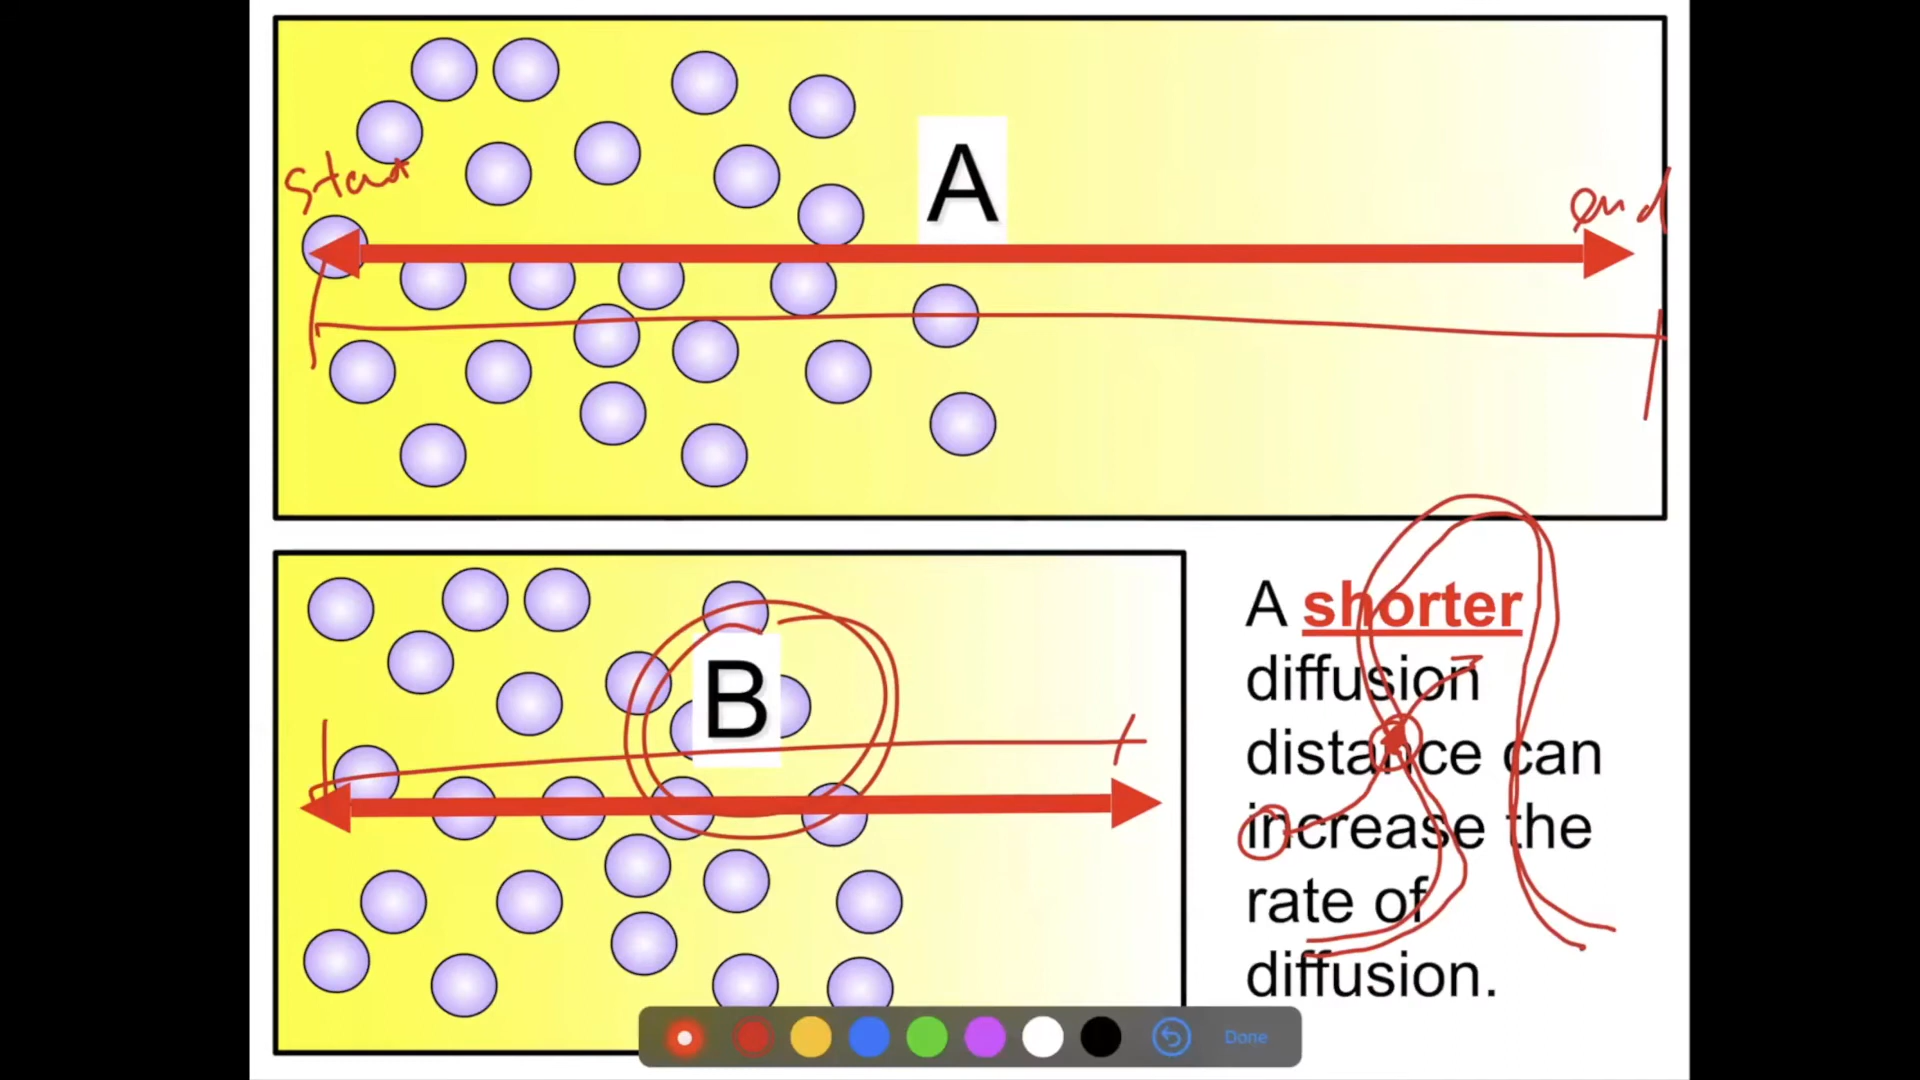 A
start
end
B
A shorter
diffusion
distance can
increase the
rate of
diffusion.
Done